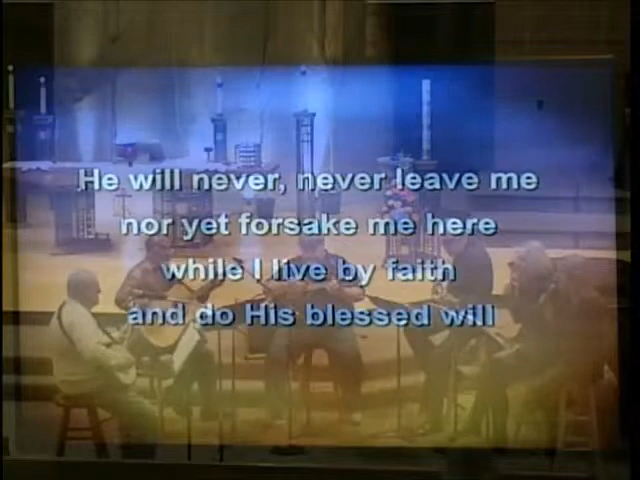 He will never, never leave me
nor yet forsake me here
while I live by faith
and do His blessed will